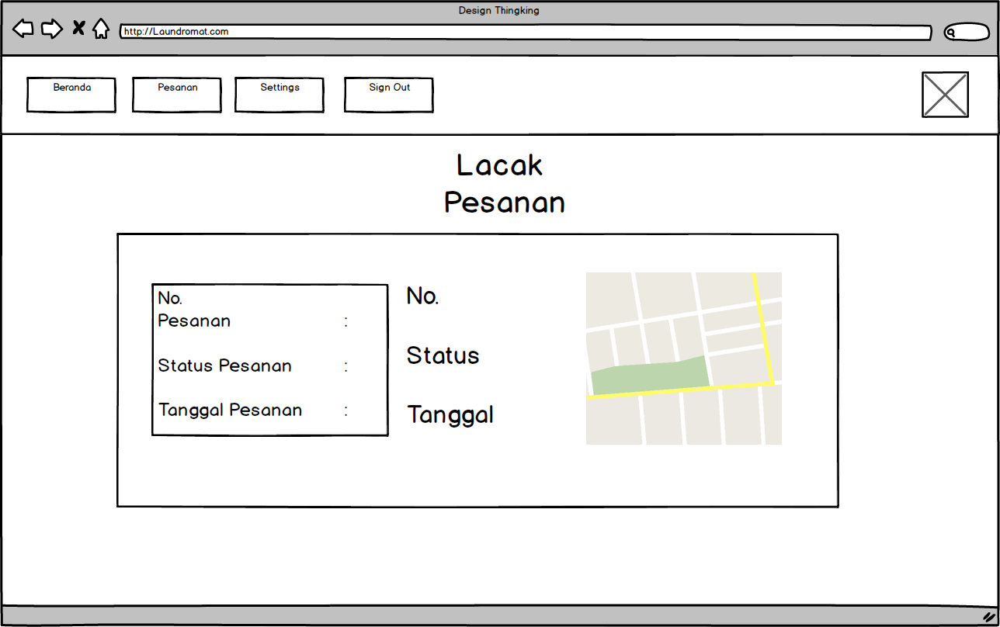 Design Thingking
http://Laundromat.com
Beranda
Pesanan
Settings
Sign Out
Lacak
Pesanan
No.
Pesanan :
Status Pesanan :
Tanggal Pesanan :
No.
Status
Tanggal